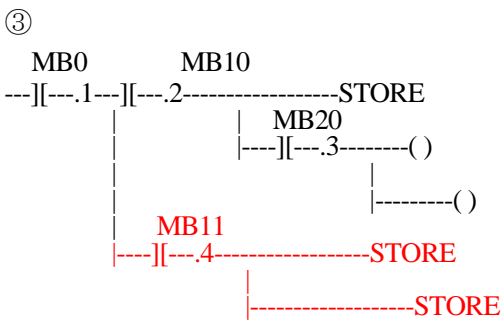 ③
MB0 MB10
---][---.1---][---.2------------------STORE
| |
| | MB20
| |----][---.3--------( )
| |
| |---------( )
| MB11
|----][---.4-----------------STORE
|
|------------------STORE